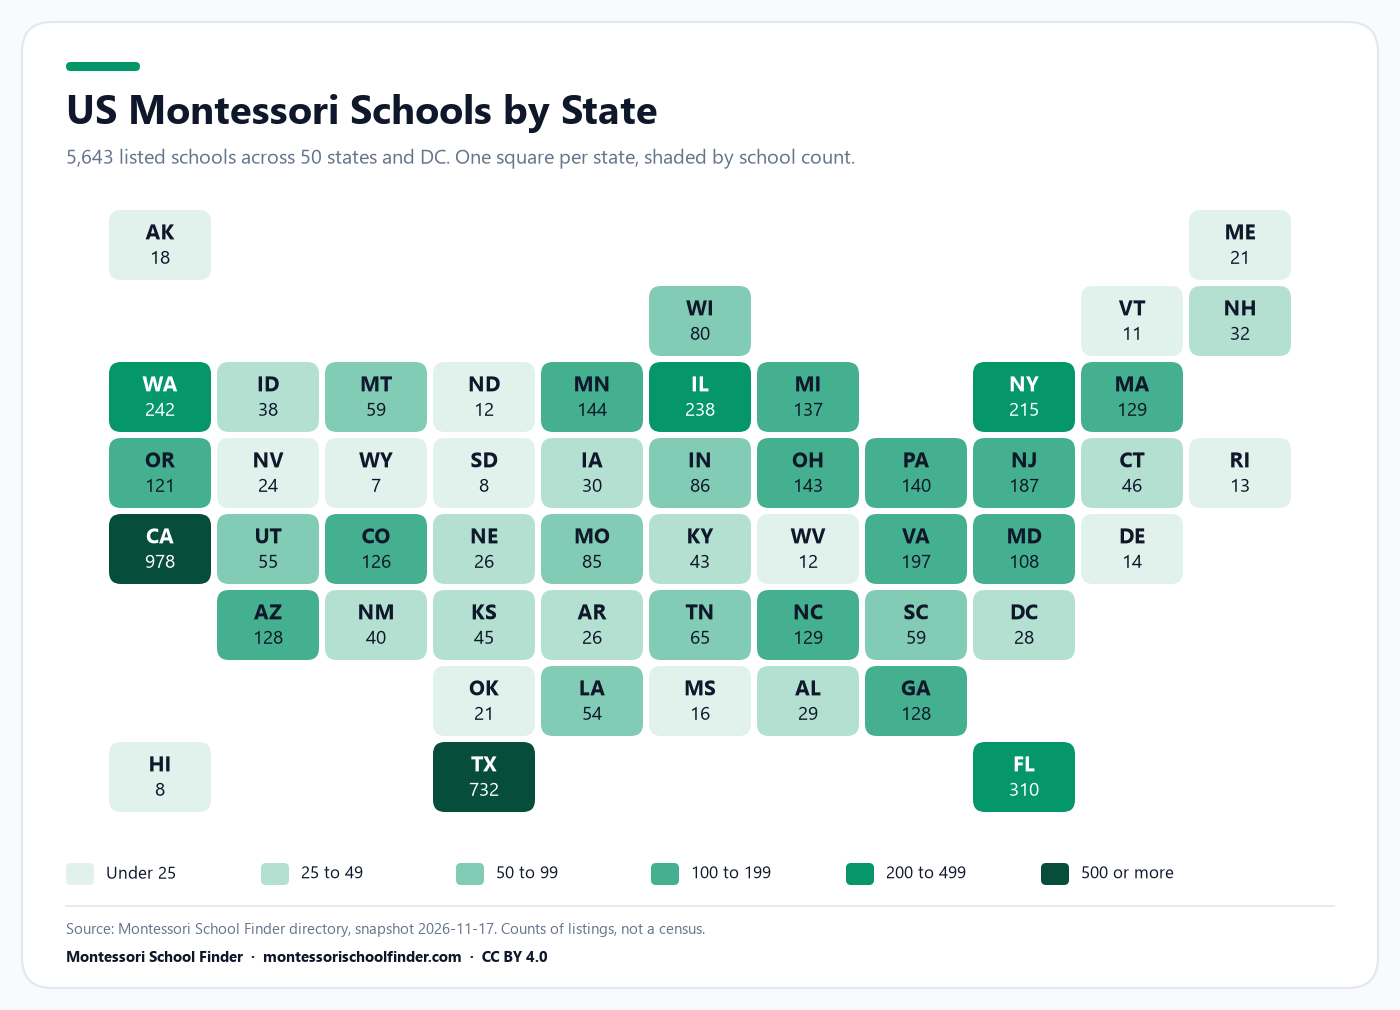 US Montessori Schools by State
5,643 listed schools across 50 states and DC. One square per state, shaded by school count.
AK
18
ME
21
WI
80
VT
11
NH
32
WA
242
ID
38
MT
59
ND
12
MN
144
IL
238
MI
137
NY
215
MA
129
OR
121
NV
24
WY
7
SD
8
IA
30
IN
86
OH
143
PA
140
NJ
187
CT
46
RI
13
CA
978
UT
55
CO
126
NE
26
MO
85
KY
43
WV
12
VA
197
MD
108
DE
14
AZ
128
NM
40
KS
45
AR
26
TN
65
NC
129
SC
59
DC
28
OK
21
LA
54
MS
16
AL
29
GA
128
HI
8
TX
732
FL
310
Under 25
25 to 49
50 to 99
100 to 199
200 to 499
500 or more
Source: Montessori School Finder directory, snapshot 2026-11-17. Counts of listings, not a census.
Montessori School Finder · montessorischoolfinder.com · CC BY 4.0